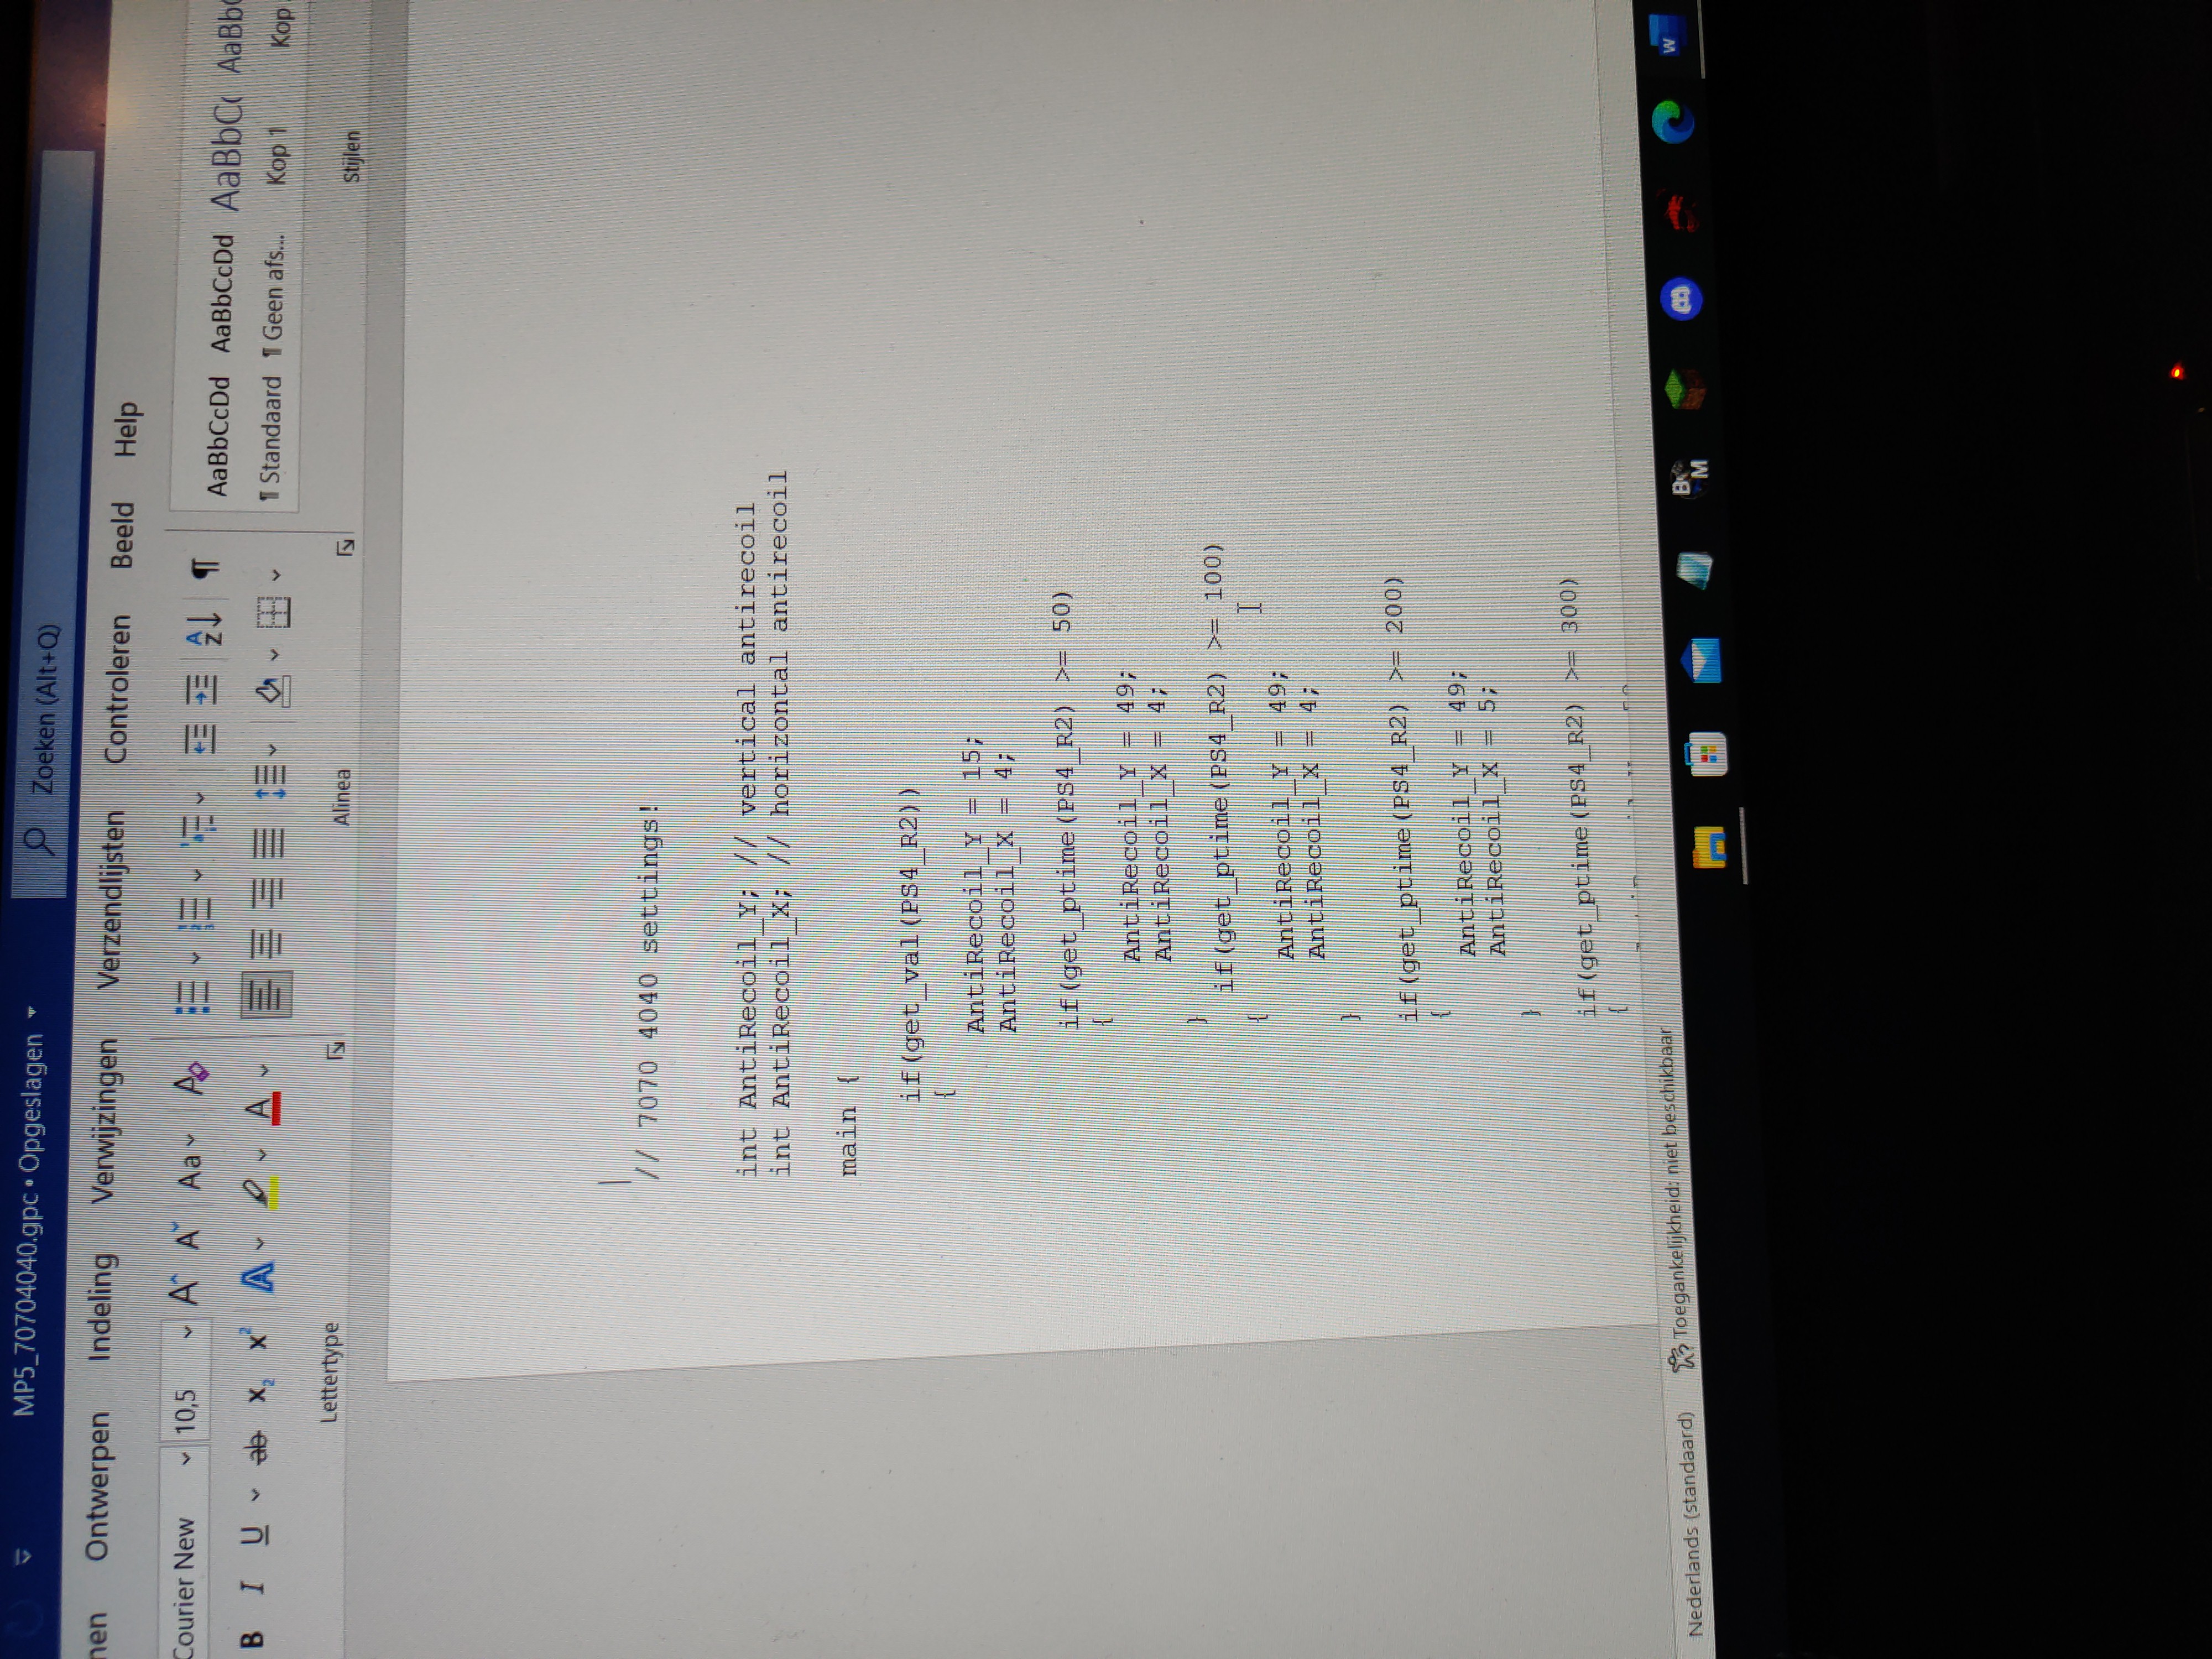 MP5_70704040.gpc • Opgeslagen
Zoeken (Alt+Q)
Ontwerpen Indeling Verwijzingen Verzendlijsten Controleren Beeld Help
Courier New 10,5 Aa
AaBbCcDd AaBbCcDd
B I U ab x₂ x² A A
¶ Standaard ¶ Geen afs... Kop 1 Kop
Lettertype Alinea Stijlen
// 7070 4040 settings!
int AntiRecoil_Y; // vertical antirecoil
int AntiRecoil_X; // horizontal antirecoil
main {
if(get_val(PS4_R2))
{
AntiRecoil_Y = 15;
AntiRecoil_X = 4;
if(get_ptime(PS4_R2) >= 50)
{
AntiRecoil_Y = 49;
AntiRecoil_X = 4;
}
if(get_ptime(PS4_R2) >= 100)
{
AntiRecoil_Y = 49;
AntiRecoil_X = 4;
}
if(get_ptime(PS4_R2) >= 200)
{
AntiRecoil_Y = 49;
AntiRecoil_X = 5;
}
if(get_ptime(PS4_R2) >= 300)
{
Nederlands (standaard) Toegankelijkheid: niet beschikbaar